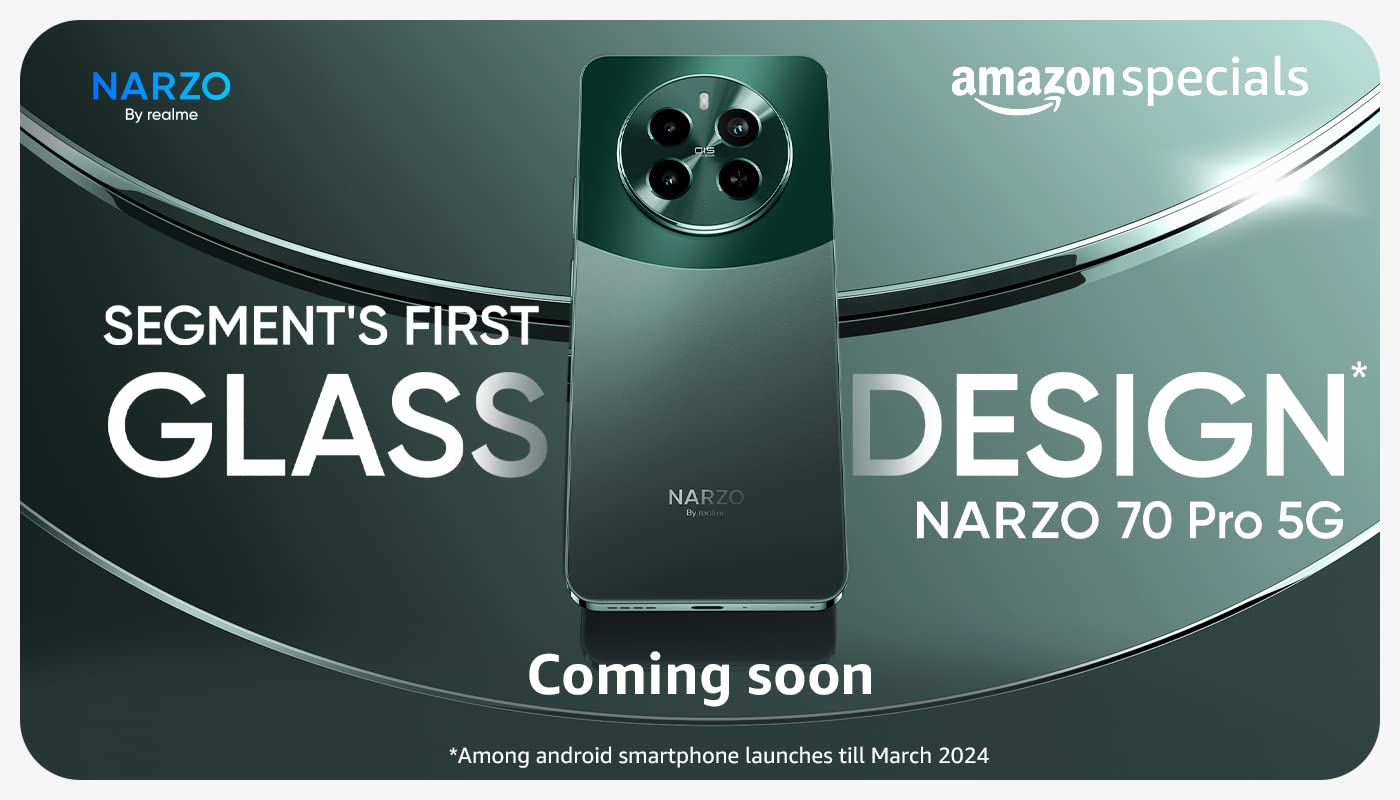 NARZO
By realme
amazon specials
OIS
SEGMENT'S FIRST
GLASS DESIGN*
NARZO 70 Pro 5G
NARZO
By realme
Coming soon
*Among android smartphone launches till March 2024